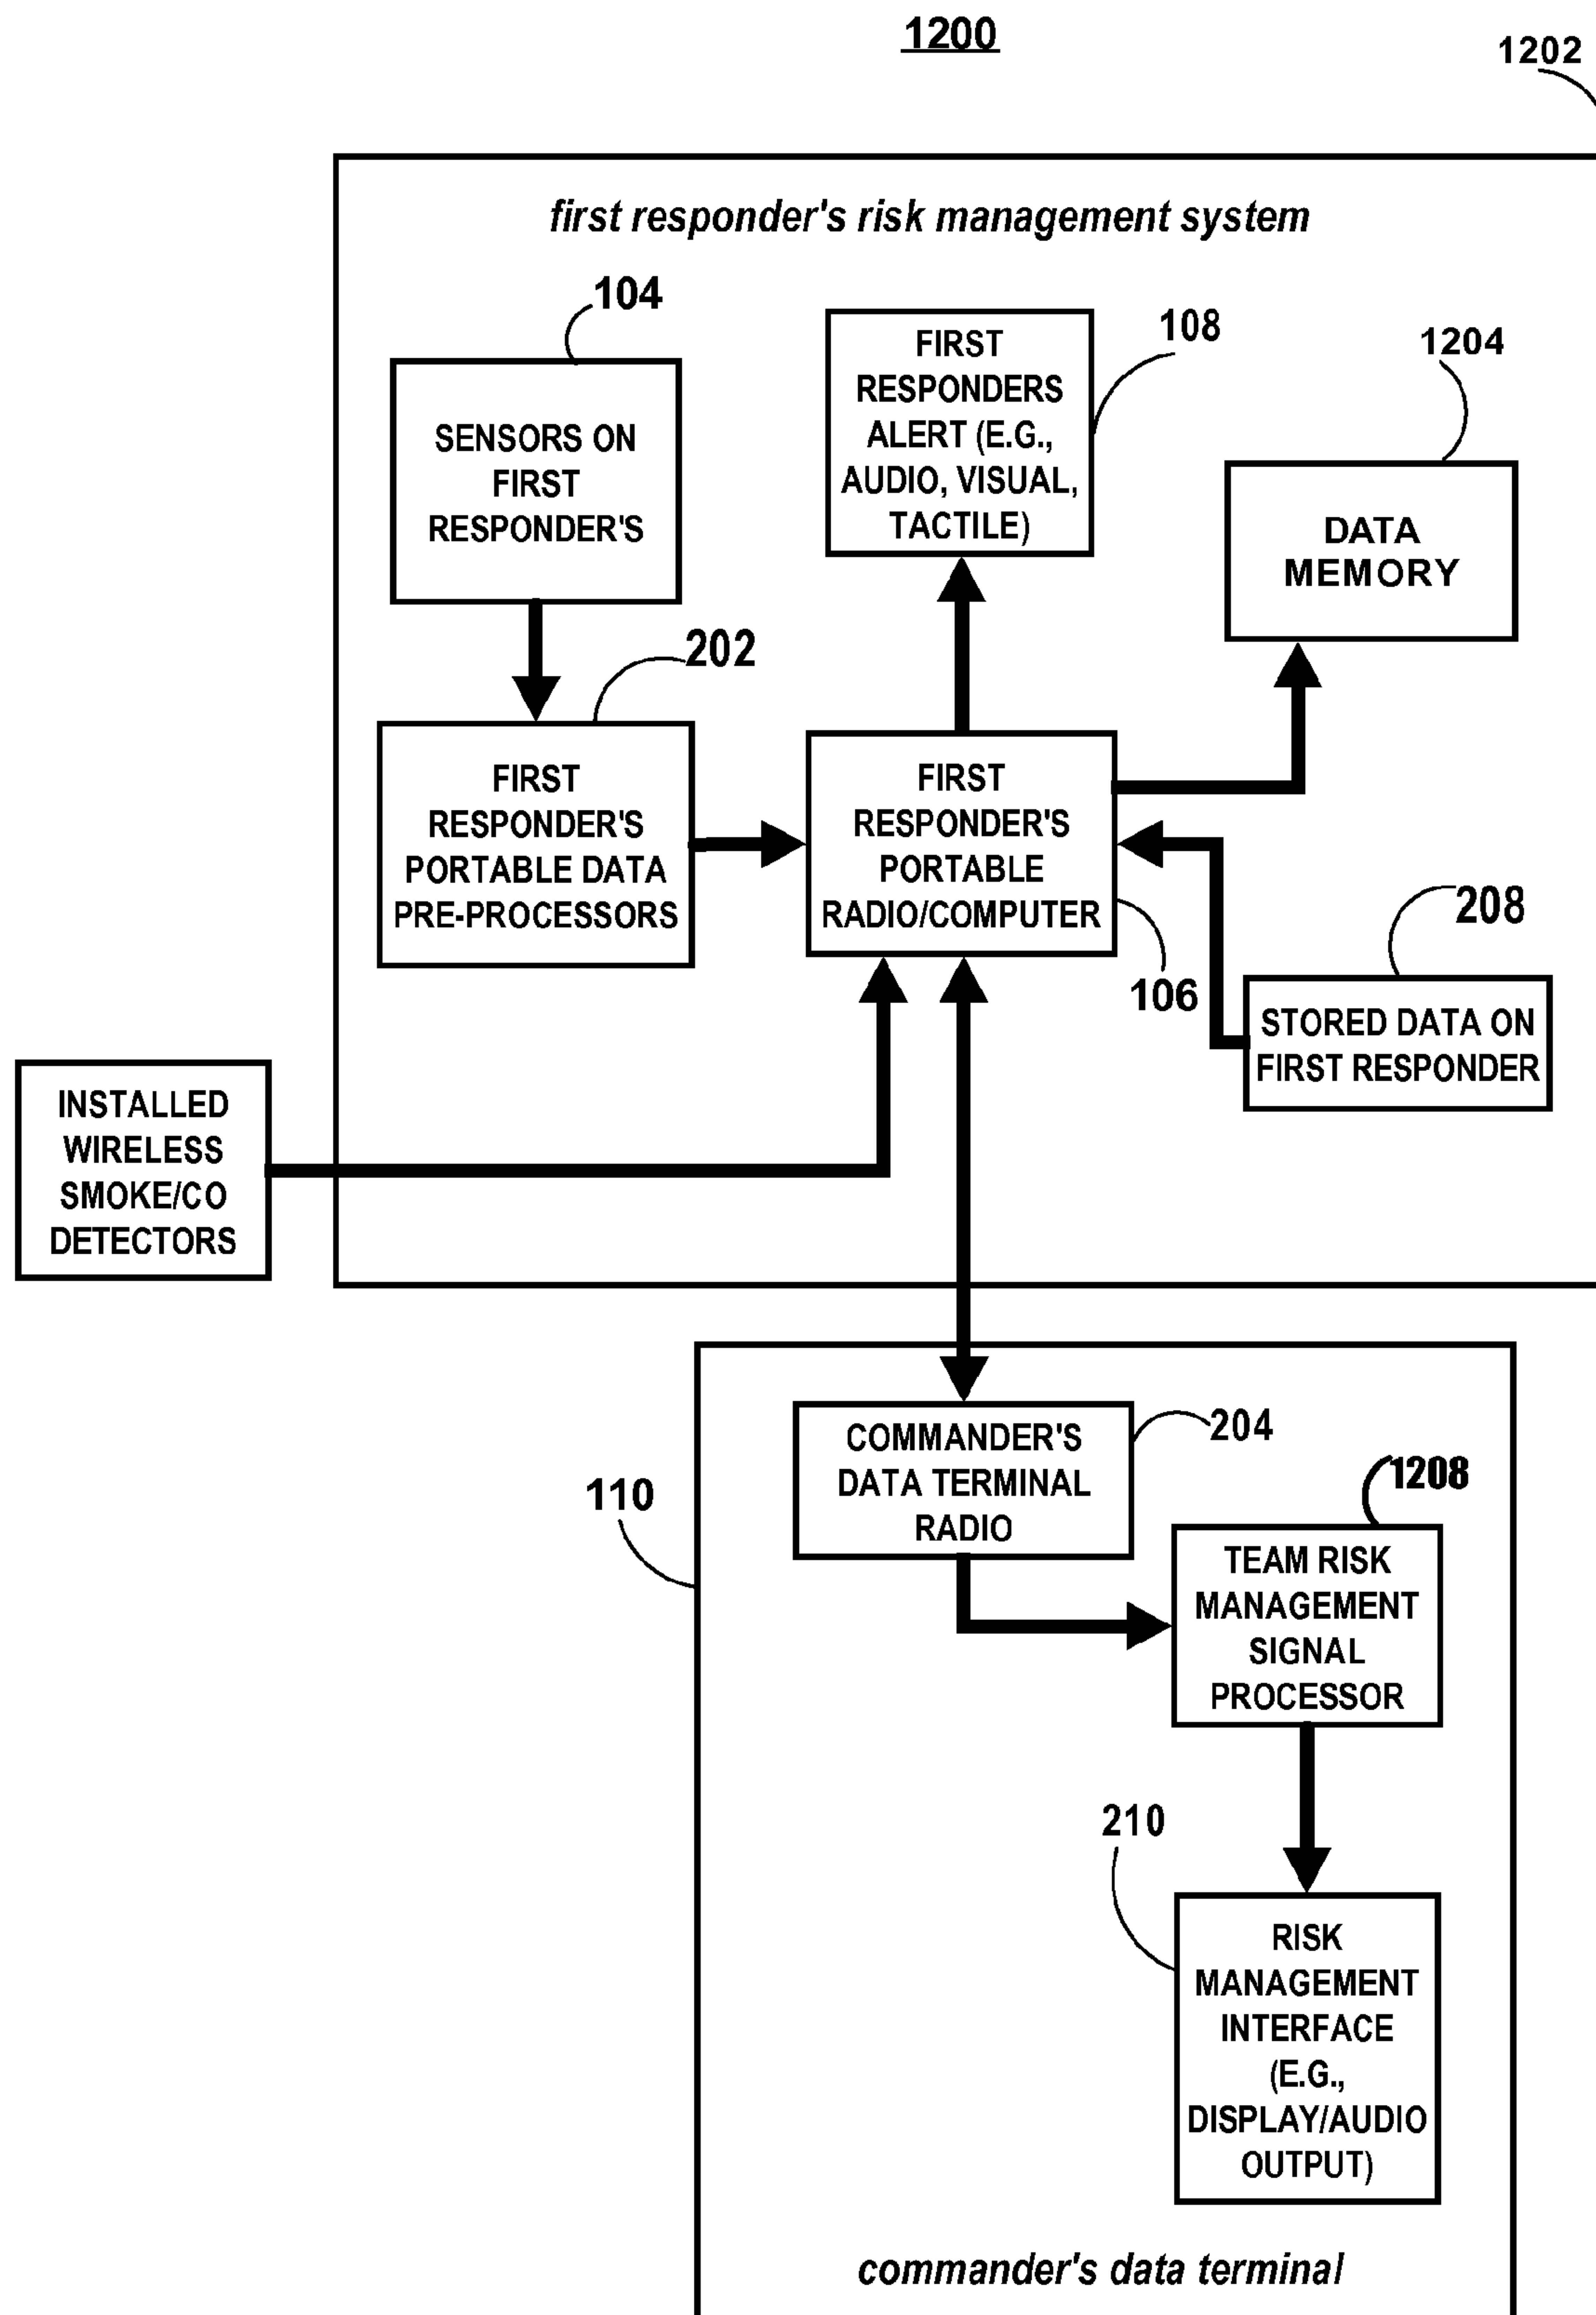 1200
1202
first responder's risk management system
104
SENSORS ON
FIRST
RESPONDER'S
FIRST
RESPONDERS
ALERT (E.G.,
AUDIO, VISUAL,
TACTILE)
108
1204
DATA
MEMORY
202
FIRST
RESPONDER'S
PORTABLE DATA
PRE-PROCESSORS
FIRST
RESPONDER'S
PORTABLE
RADIO/COMPUTER
106
208
STORED DATA ON
FIRST RESPONDER
INSTALLED
WIRELESS
SMOKE/CO
DETECTORS
110
COMMANDER'S
DATA TERMINAL
RADIO
204
1208
TEAM RISK
MANAGEMENT
SIGNAL
PROCESSOR
210
RISK
MANAGEMENT
INTERFACE
(E.G.,
DISPLAY/AUDIO
OUTPUT)
commander's data terminal